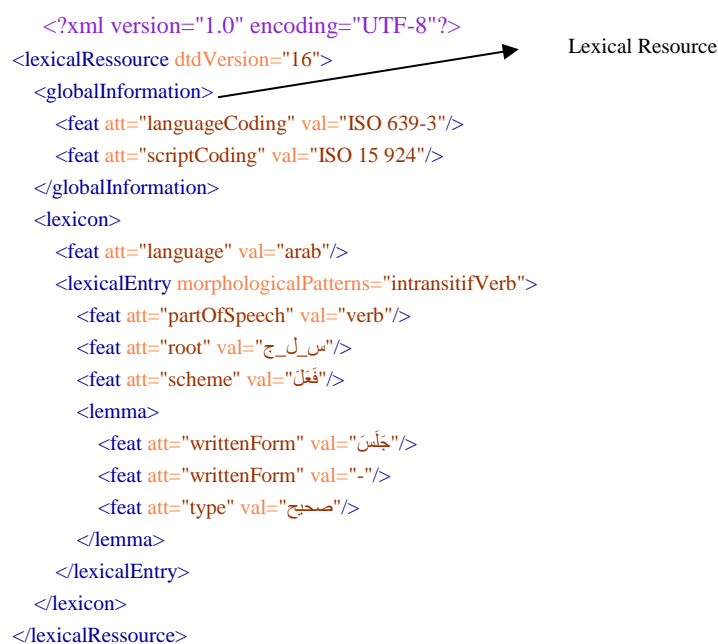 <?xml version="1.0" encoding="UTF-8"?>
Lexical Resource
<lexicalRessource dtdVersion="16">
<globalInformation>
<feat att="languageCoding" val="ISO 639-3"/>
<feat att="scriptCoding" val="ISO 15 924"/>
</globalInformation>
<lexicon>
<feat att="language" val="arab"/>
<lexicalEntry morphologicalPatterns="intransitifVerb">
<feat att="partOfSpeech" val="verb"/>
<feat att="root" val="س_ل_ج"/>
<feat att="scheme" val="فَعَلَ"/>
<lemma>
<feat att="writtenForm" val="جَلَسَ"/>
<feat att="writtenForm" val="-"/>
<feat att="type" val="صحيح"/>
</lemma>
</lexicalEntry>
</lexicon>
</lexicalRessource>